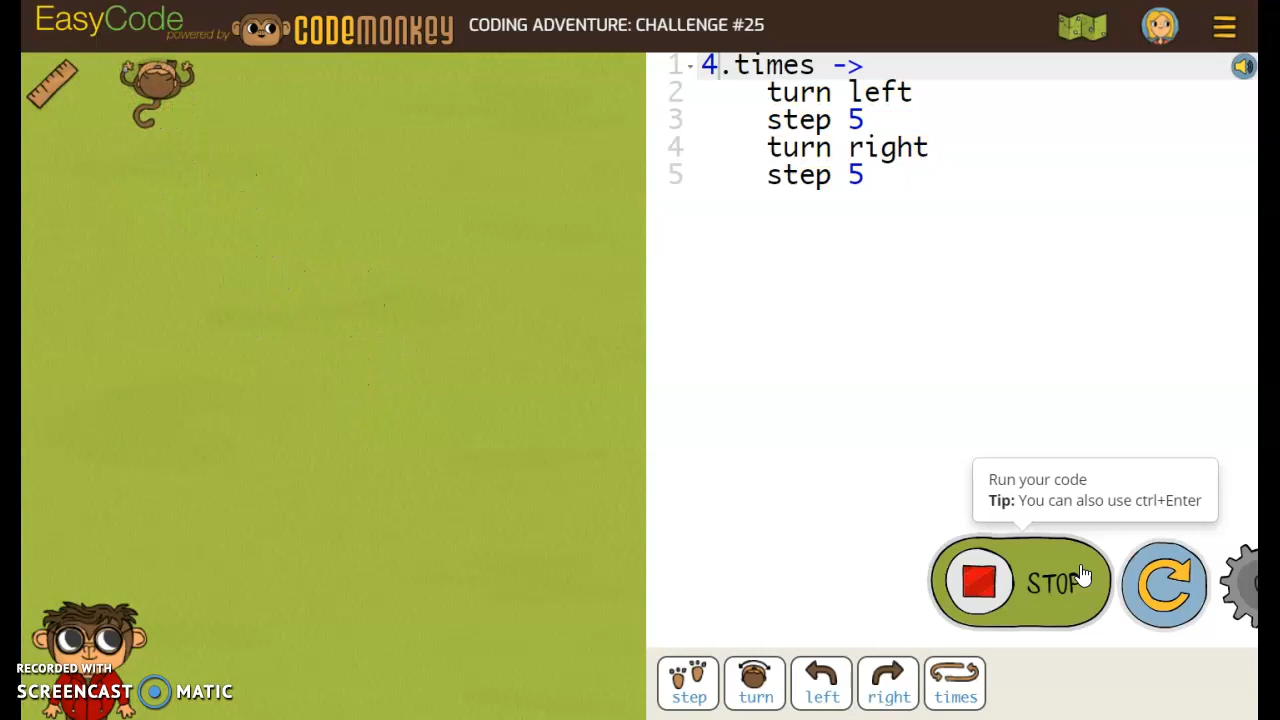 EasyCode
powered by CODEMONKEY
CODING ADVENTURE: CHALLENGE #25
1 4.times ->
2 turn left
3 step 5
4 turn right
5 step 5
Run your code
Tip: You can also use ctrl+Enter
STOP
step turn left right times
RECORDED WITH
SCREENCAST MATIC